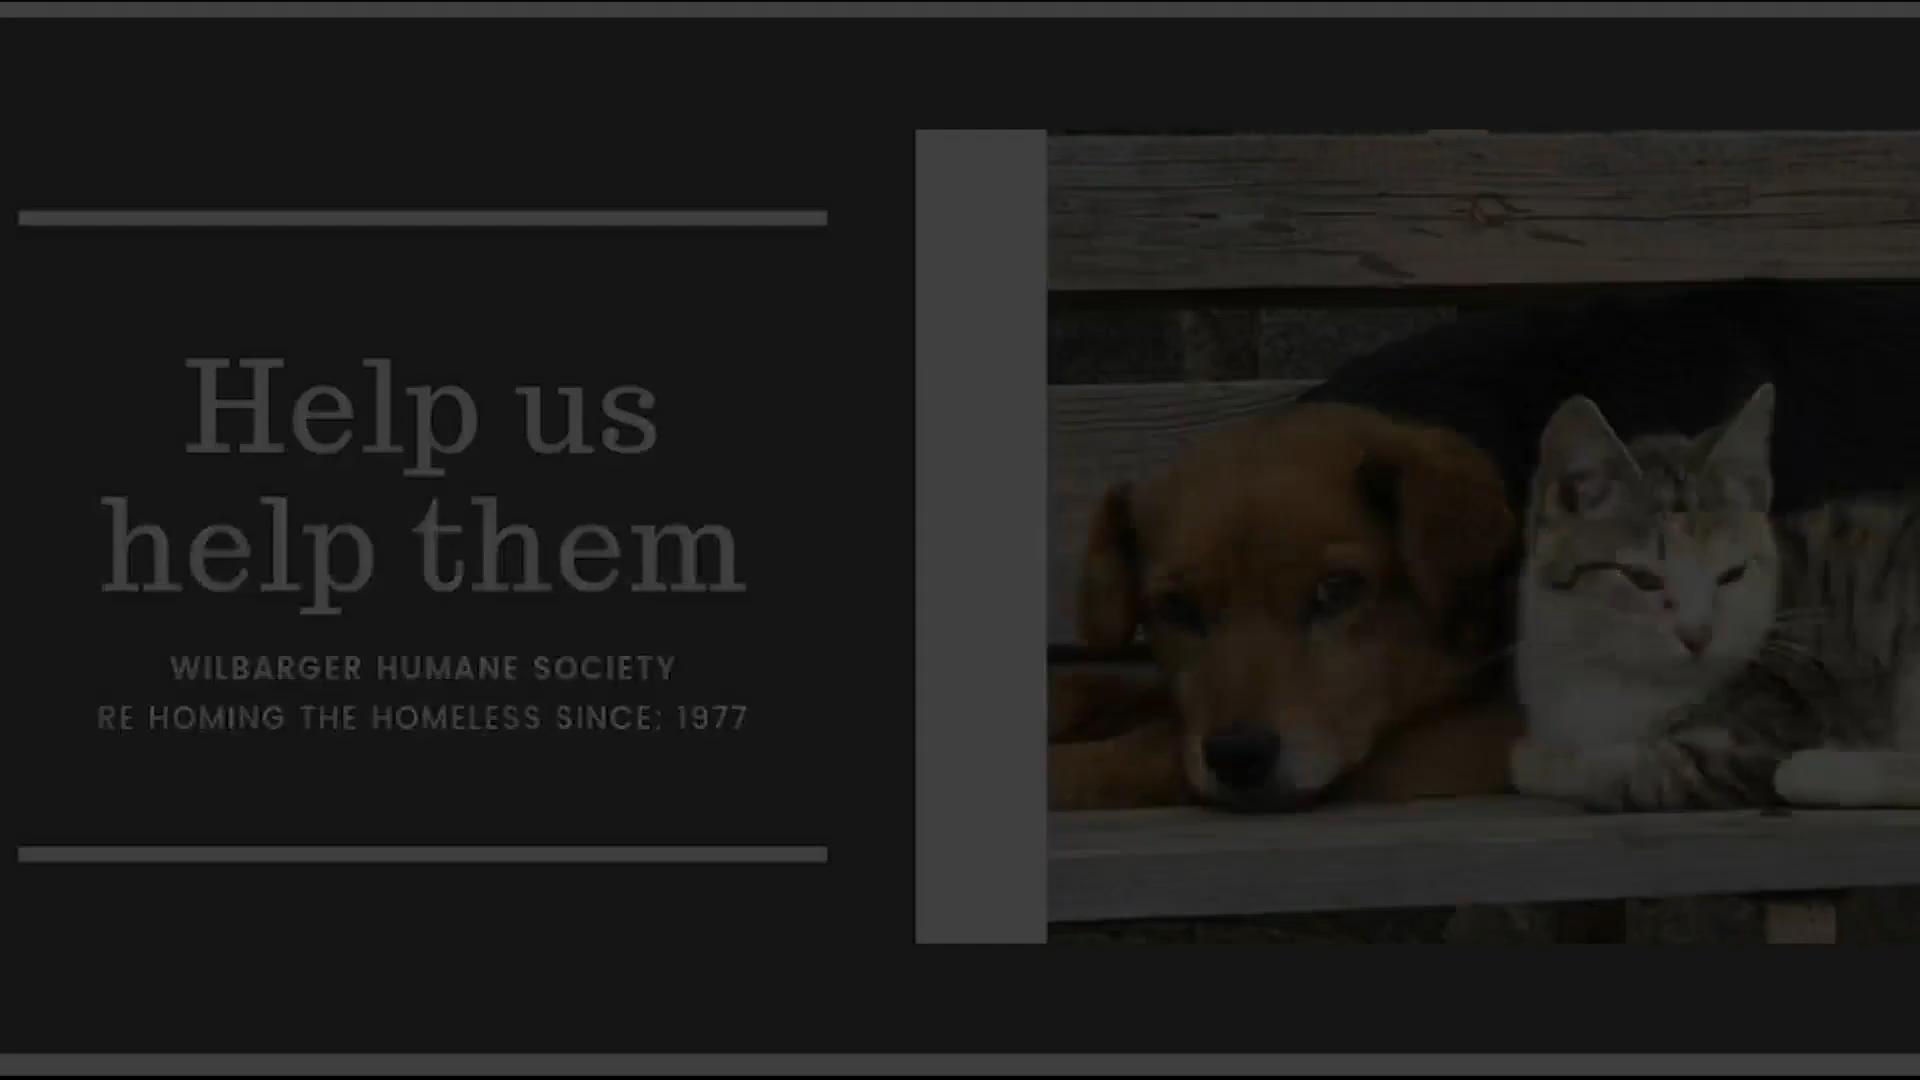 Help us
help them
WILBARGER HUMANE SOCIETY
RE HOMING THE HOMELESS SINCE: 1977